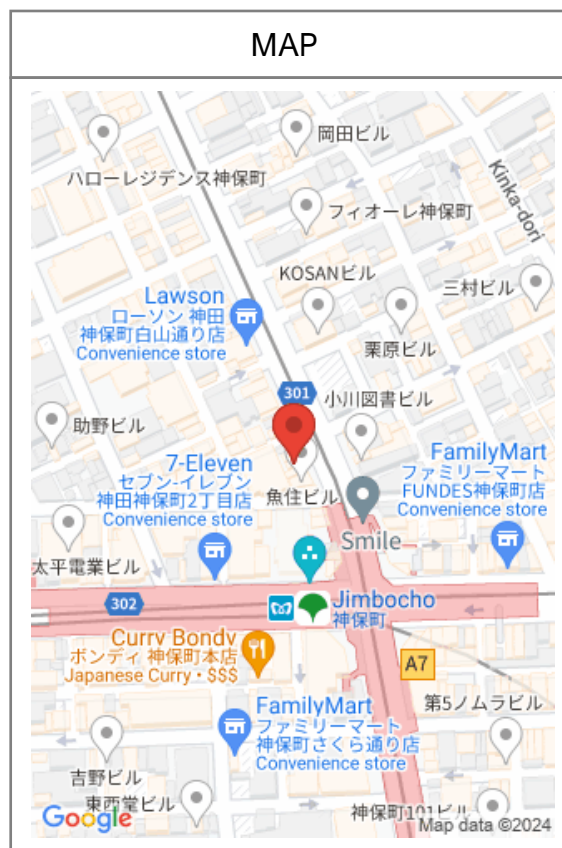 MAP
岡田ビル
ハローレジデンス神保町
Kinka-dori
フィオーレ神保町
KOSANビル
三村ビル
Lawson
ローソン 神田
神保町白山通り店
Convenience store
栗原ビル
301
小川図書ビル
助野ビル
7-Eleven
セブン-イレブン
神田神保町2丁目店
Convenience store
魚住ビル
FamilyMart
ファミリーマート
FUNDES神保町店
Convenience store
Smile
太平電業ビル
302
Jimbocho
神保町
Curry Bondy
ボンディ 神保町本店
Japanese Curry・$$$
A7
FamilyMart
ファミリーマート
神保町さくら通り店
Convenience store
第5ノムラビル
吉野ビル
東西堂ビル
神保町101ビル
Google
Map data ©2024